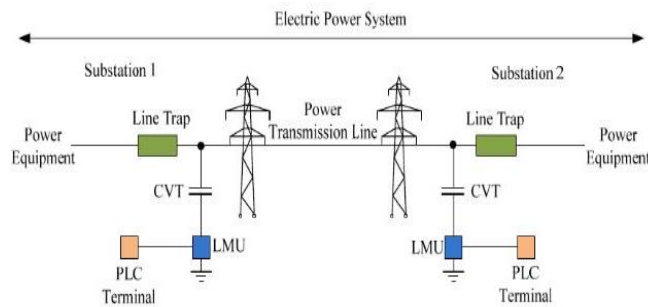 Electric Power System
Substation 1
Substation 2
Line Trap
Power
Transmission Line
Line Trap
Power
Equipment
Power
Equipment
CVT
CVT
LMU
LMU
PLC
Terminal
PLC
Terminal